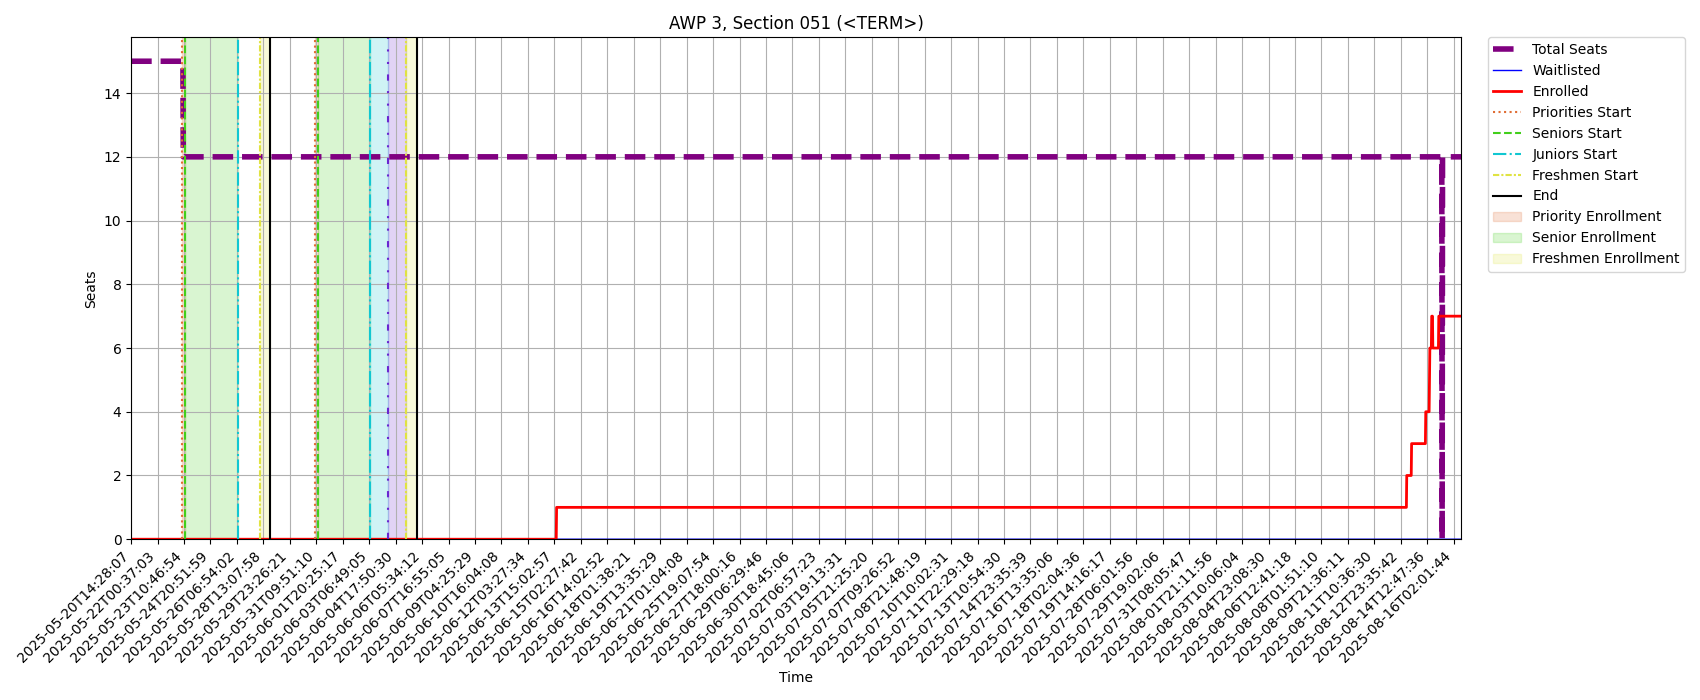 AWP 3, Section 051 (<TERM>)
Seats
14
12
10
8
6
4
2
0
2025-05-20T14:28:07
2025-05-22T00:37:03
2025-05-23T10:46:54
2025-05-24T20:51:59
2025-05-26T06:54:02
2025-05-28T13:07:58
2025-05-29T23:26:21
2025-05-31T09:51:10
2025-06-01T20:25:17
2025-06-03T06:49:05
2025-06-04T17:50:30
2025-06-06T05:34:12
2025-06-07T16:55:05
2025-06-09T04:25:29
2025-06-10T16:04:08
2025-06-12T03:27:34
2025-06-13T15:02:57
2025-06-15T02:27:42
2025-06-16T14:02:52
2025-06-18T01:38:21
2025-06-19T13:35:29
2025-06-21T01:04:08
2025-06-25T19:07:54
2025-06-27T18:00:16
2025-06-29T06:29:46
2025-06-30T18:45:06
2025-07-02T06:57:23
2025-07-03T19:13:31
2025-07-05T21:25:20
2025-07-07T09:26:52
2025-07-08T21:48:19
2025-07-10T10:02:31
2025-07-11T22:29:18
2025-07-13T10:54:30
2025-07-14T23:35:39
2025-07-16T13:35:06
2025-07-18T02:04:36
2025-07-19T14:16:17
2025-07-28T06:01:56
2025-07-29T19:02:06
2025-07-31T08:05:47
2025-08-01T21:11:56
2025-08-03T10:06:04
2025-08-04T23:08:30
2025-08-06T12:41:18
2025-08-08T01:51:10
2025-08-09T21:36:11
2025-08-11T10:36:30
2025-08-12T23:35:42
2025-08-14T12:47:36
2025-08-16T02:01:44
Time
Total Seats
Waitlisted
Enrolled
Priorities Start
Seniors Start
Juniors Start
Freshmen Start
End
Priority Enrollment
Senior Enrollment
Freshmen Enrollment